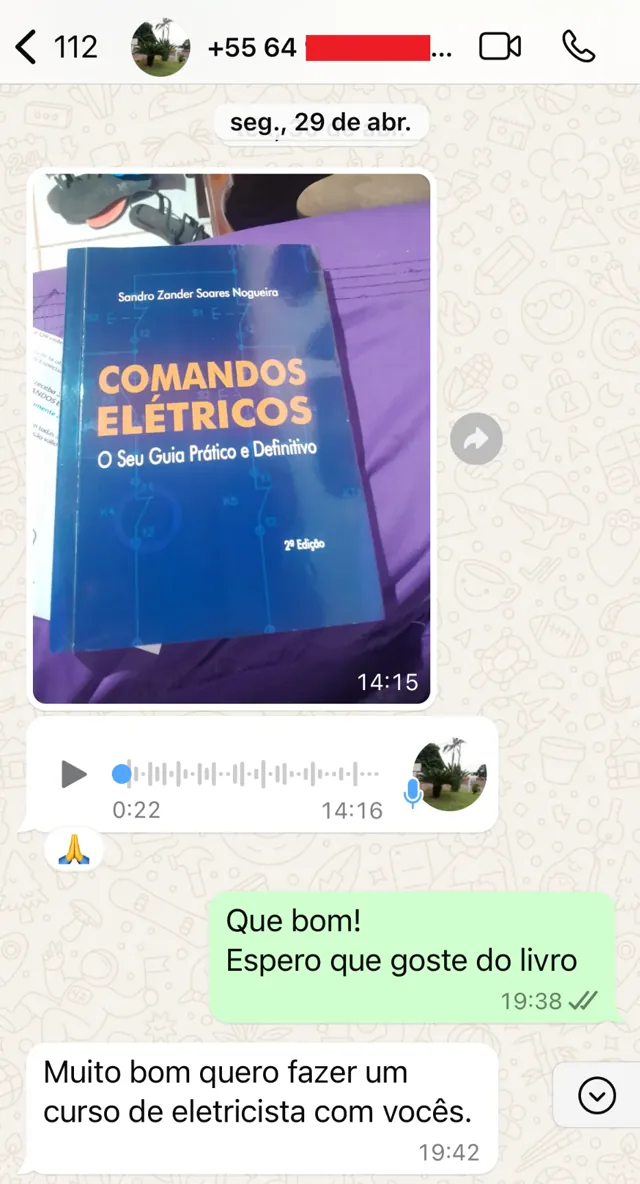 112
+55 64
...
seg., 29 de abr.
Sandro Zander Soares Nogueira
COMANDOS
ELÉTRICOS
O Seu Guia Prático e Definitivo
2ª Edição
14:15
0:22
14:16
🙏
Que bom!
Espero que goste do livro
19:38
Muito bom quero fazer um
curso de eletricista com vocês.
19:42